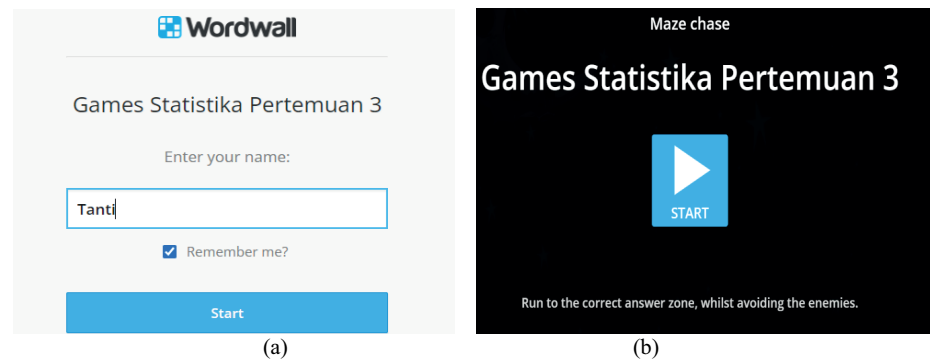 Wordwall
Games Statistika Pertemuan 3
Enter your name:
Tanti
Remember me?
Start
(a)
Maze chase
Games Statistika Pertemuan 3
START
Run to the correct answer zone, whilst avoiding the enemies.
(b)